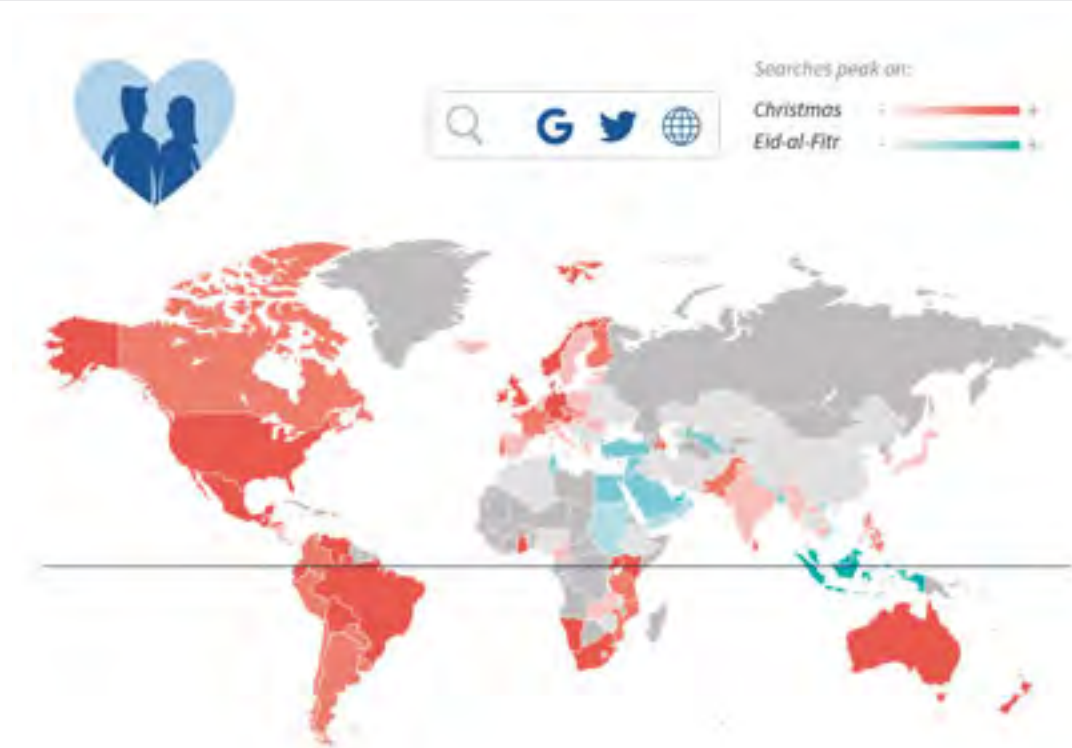 Searches peak on:
Christmas - +
Eid-al-Fitr - +